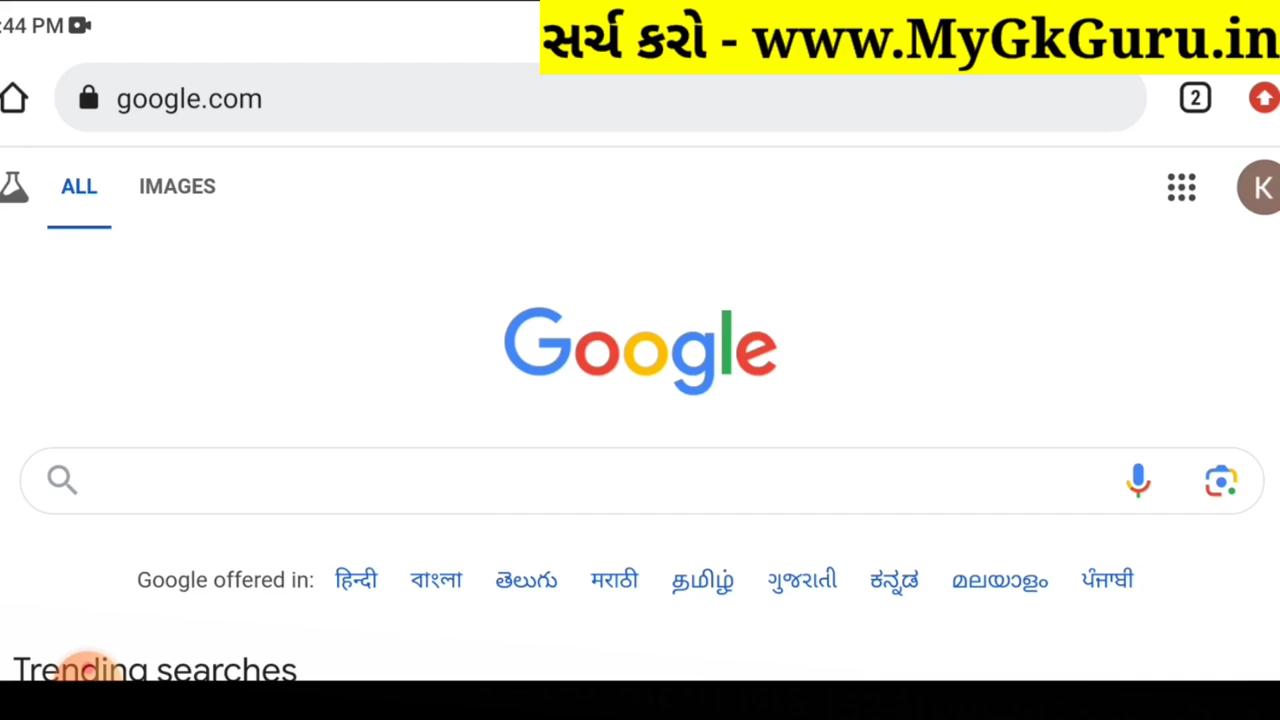 :44 PM
સર્ચ કરો - www.MyGkGuru.in
google.com
2
ALL IMAGES
K
Google
Google offered in: हिन्दी বাংলা తెలుగు मराठी தமிழ் ગુજરાતી ಕನ್ನಡ മലയാളം ਪੰਜਾਬੀ
Trending searches